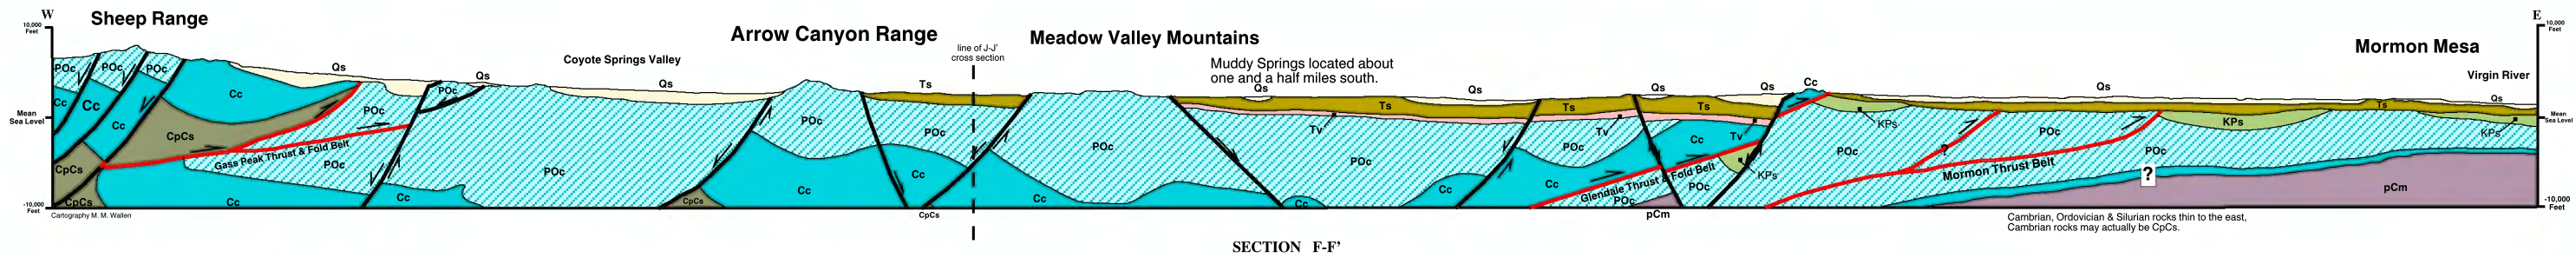 W
Sheep Range
10,000
Feet
Arrow Canyon Range
Meadow Valley Mountains
Mormon Mesa
E
10,000
Feet
Coyote Springs Valley
line of J-J'
cross section
Muddy Springs located about
one and a half miles south.
Virgin River
POc
POc
POc
Qs
Qs
POc
Qs
Ts
Qs
Qs
Qs
Qs
Cc
Qs
Qs
Cc
Cc
Cc
Cc
POc
Ts
Ts
Ts
Ts
Mean
Sea Level
Mean
Sea Level
CpCs
POc
POc
Tv
Tv
Tv
KPs
KPs
KPs
POc
POc
POc
Cc
?
POc
POc
POc
CpCs
Gass Peak Thrust & Fold Belt
POc
POc
Cc
Cc
Cc
Cc
Glendale Thrust & Fold Belt
POc
KPs
Mormon Thrust Belt
?
pCm
CpCs
Cc
Cc
CpCs
Cc
Cc
POc
-10,000
Feet
-10,000
Feet
Cartography M. M. Wallen
CpCs
pCm
Cambrian, Ordovician & Silurian rocks thin to the east,
Cambrian rocks may actually be CpCs.
SECTION F-F'